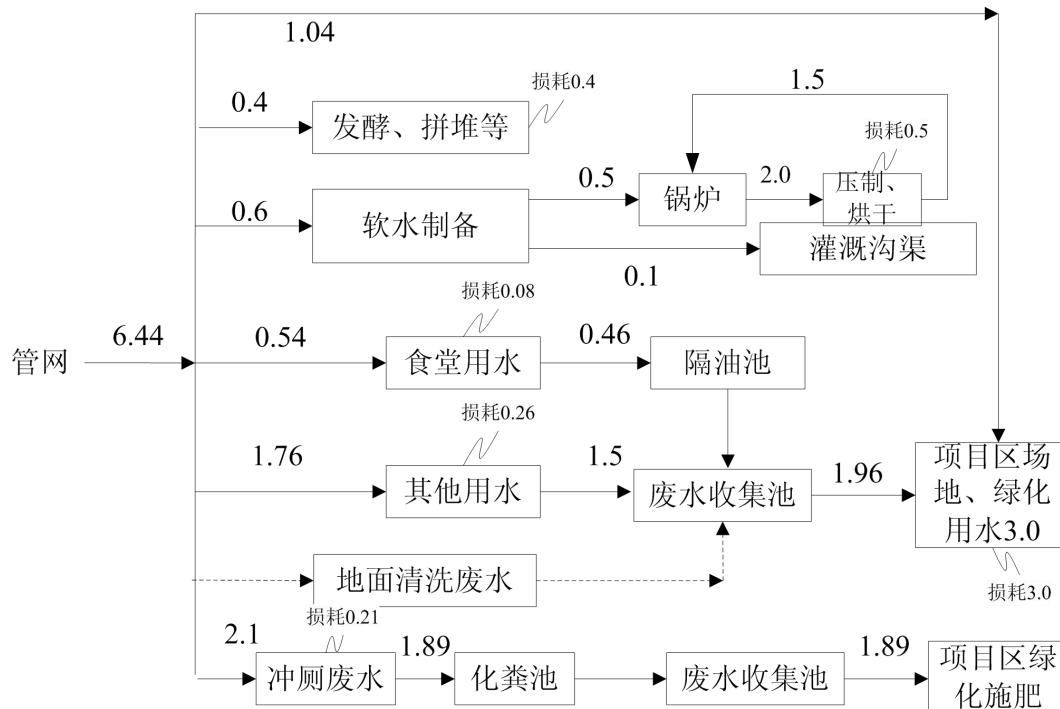 1.04
损耗0.4
1.5
0.4
发酵、拼堆等
损耗0.5
0.5
2.0
压制、
烘干
锅炉
0.6
软水制备
灌溉沟渠
0.1
损耗0.08
6.44
0.54
0.46
管网
食堂用水
隔油池
损耗0.26
1.76
1.5
1.96
其他用水
废水收集池
项目区场
地、绿化
用水3.0
地面清洗废水
损耗3.0
损耗0.21
2.1
1.89
1.89
冲厕废水
化粪池
废水收集池
项目区绿
化施肥